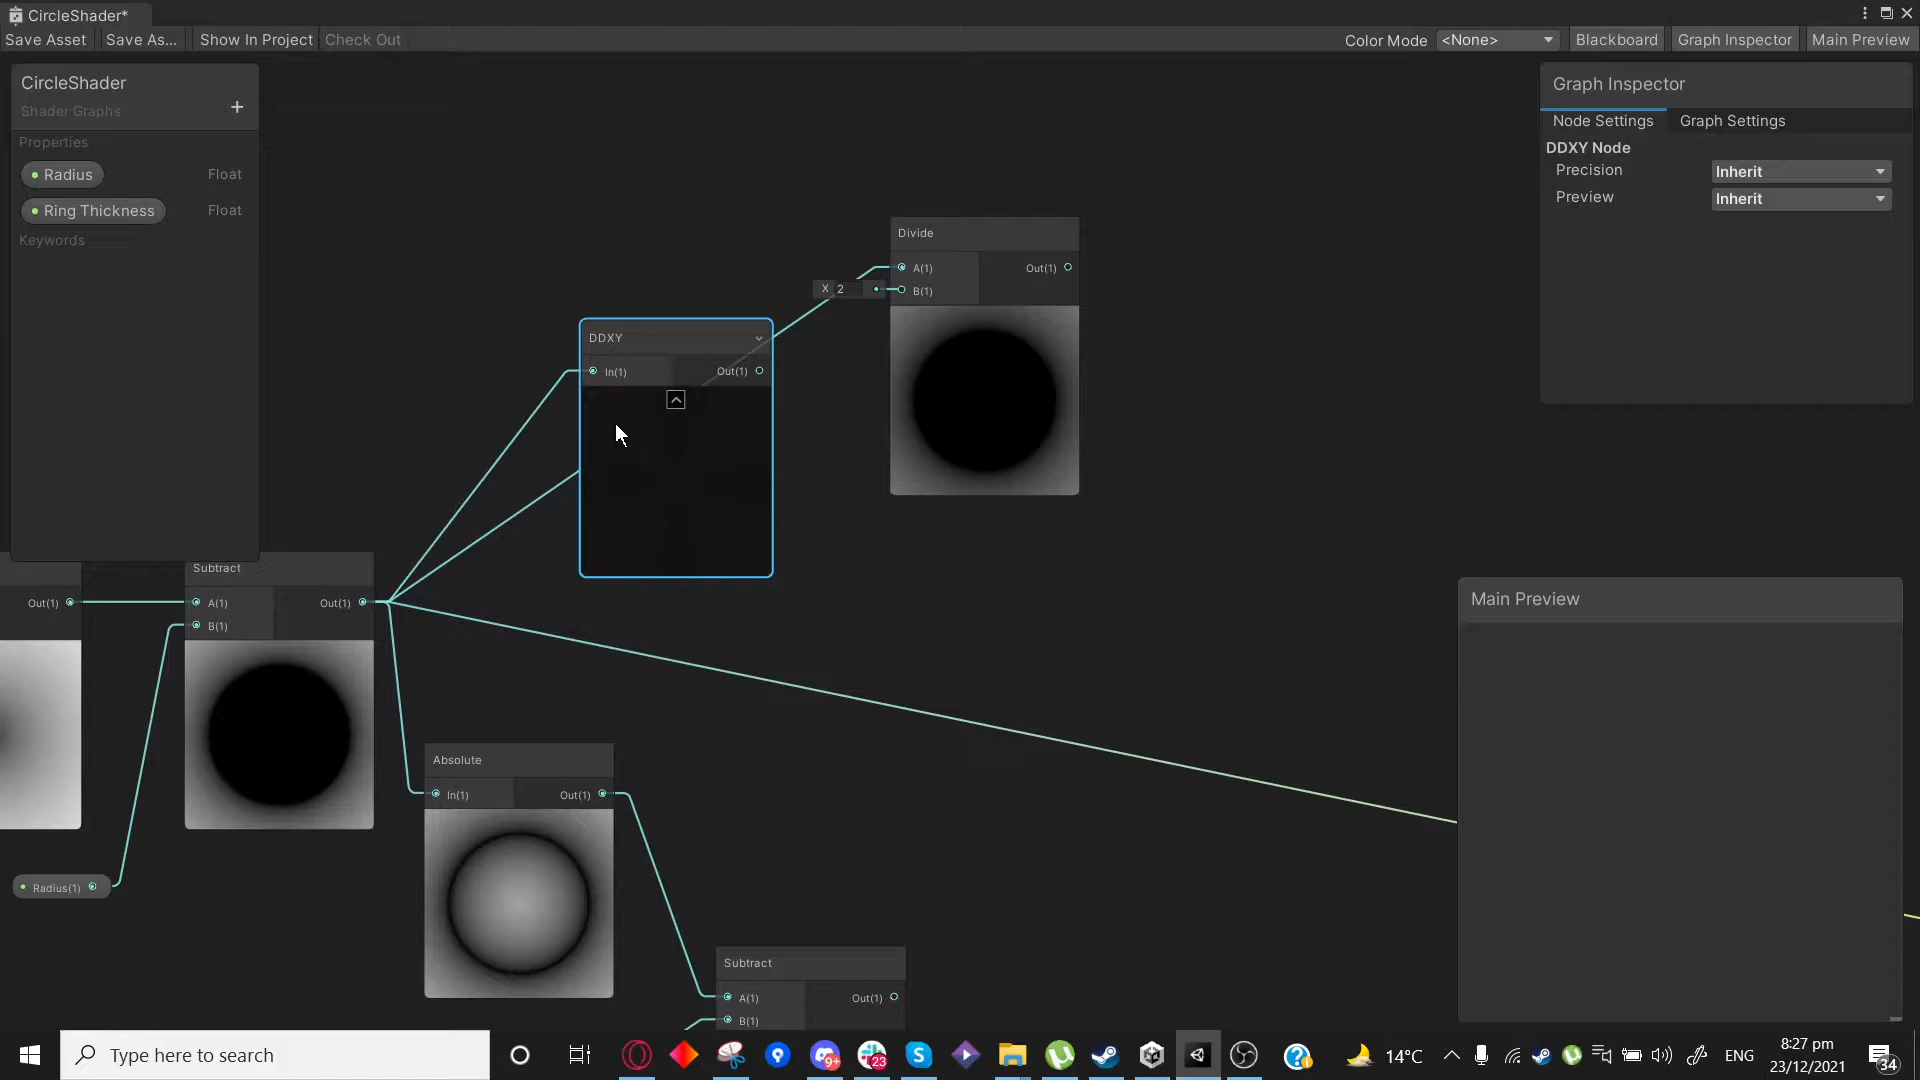 CircleShader*
Save Asset
Save As...
Show In Project
Check Out
Color Mode
<None>
Blackboard
Graph Inspector
Main Preview
CircleShader
Shader Graphs
+
Properties
Radius
Float
Ring Thickness
Float
Keywords
Graph Inspector
Node Settings
Graph Settings
DDXY Node
Precision
Inherit
Preview
Inherit
Divide
A(1)
Out(1)
X 2
B(1)
DDXY
In(1)
Out(1)
Subtract
Out(1)
A(1)
Out(1)
B(1)
Radius(1)
Absolute
In(1)
Out(1)
Subtract
A(1)
Out(1)
B(1)
Main Preview
Type here to search
9+
23
14°C
ENG
8:27 pm
23/12/2021
34